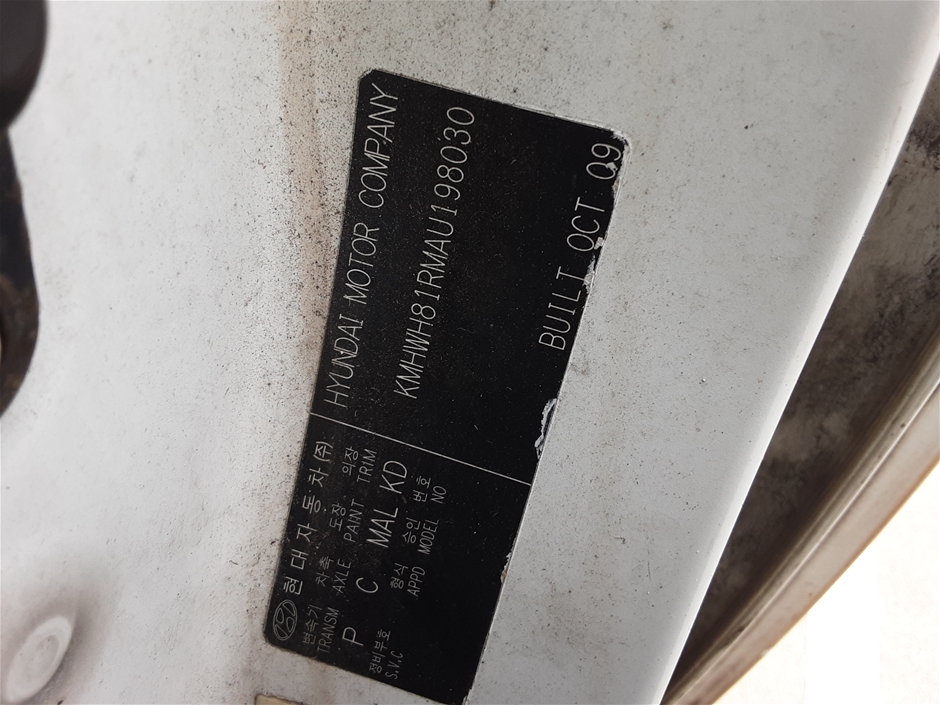 현대자동차(주) HYUNDAI MOTOR COMPANY
변속기 차축 도장 의장
TRANSM AXLE PAINT TRIM
P C MAL KD
KMHWH81RMAU198030
정비부호 형식 승인 번호
S.V.C APPD MODEL NO
BUILT OCT 09